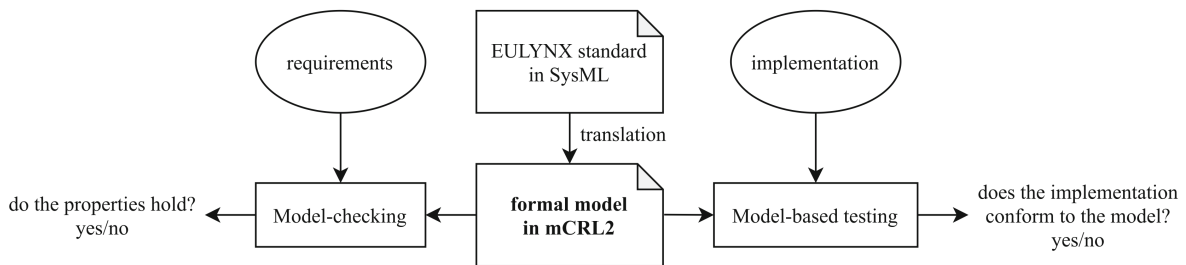 requirements
EULYNX standard
in SysML
implementation
translation
do the properties hold?
yes/no
Model-checking
formal model
in mCRL2
Model-based testing
does the implementation
conform to the model?
yes/no